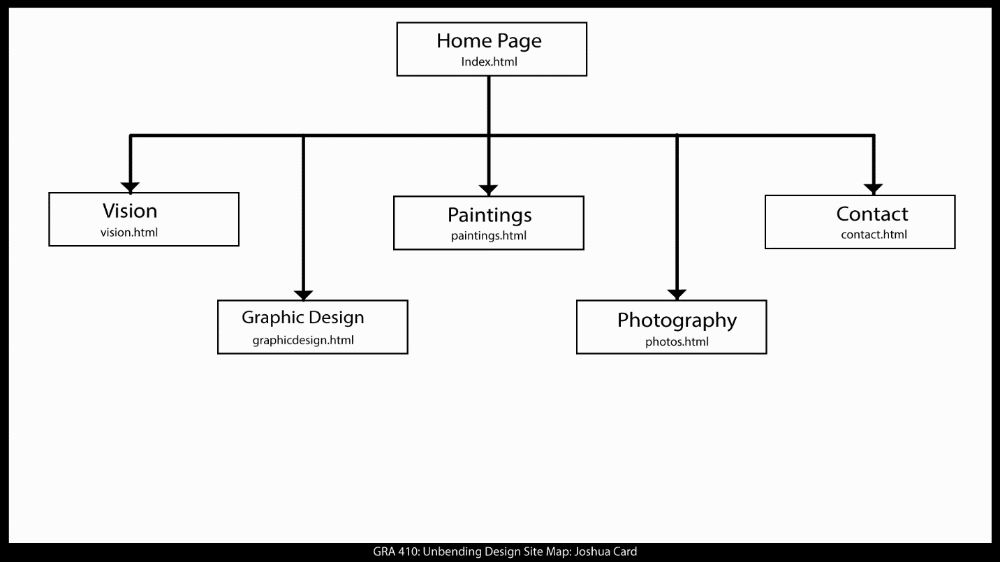 Home Page
Index.html
Vision
vision.html
Paintings
paintings.html
Contact
contact.html
Graphic Design
graphicdesign.html
Photography
photos.html
GRA 410: Unbending Design Site Map: Joshua Card